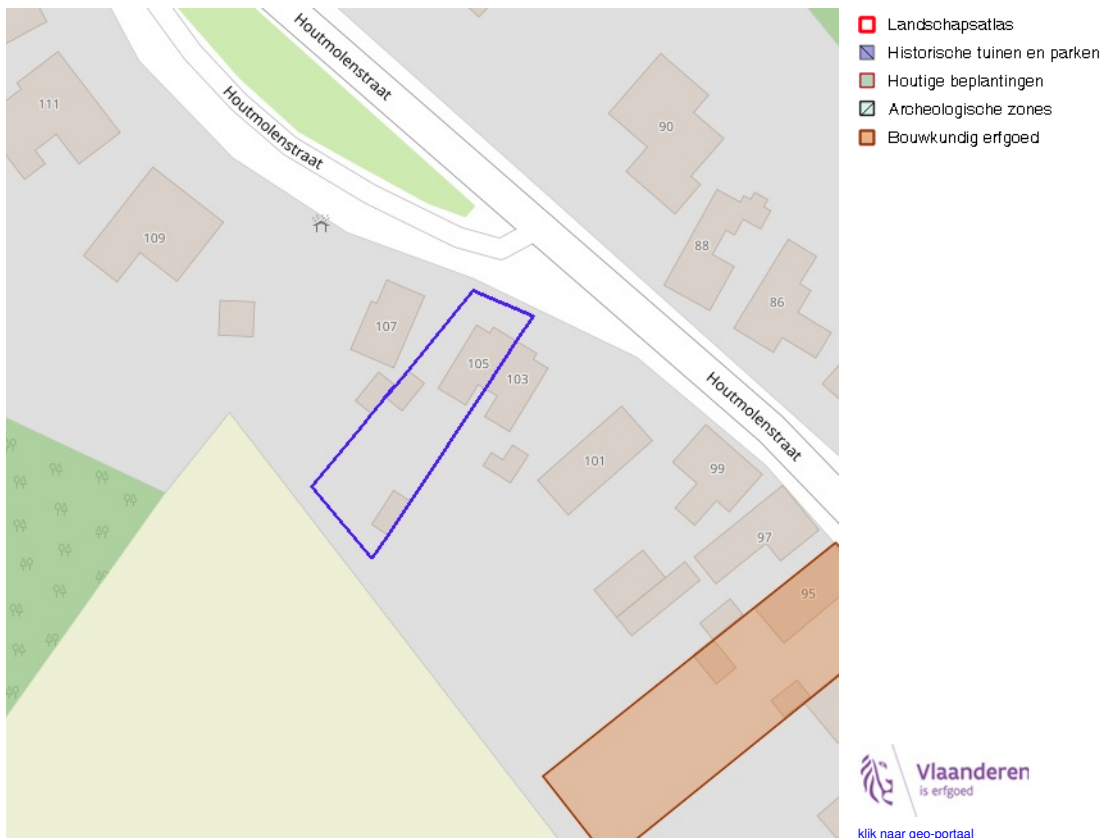 Houtmolenstraat
Houtmolenstraat
111
90
109
88
86
107
105
103
Houtmolenstraat
101
99
97
95
Landschapsatlas
Historische tuinen en parken
Houtige beplantingen
Archeologische zones
Bouwkundig erfgoed
Vlaanderen
is erfgoed
klik naar geo-portaal